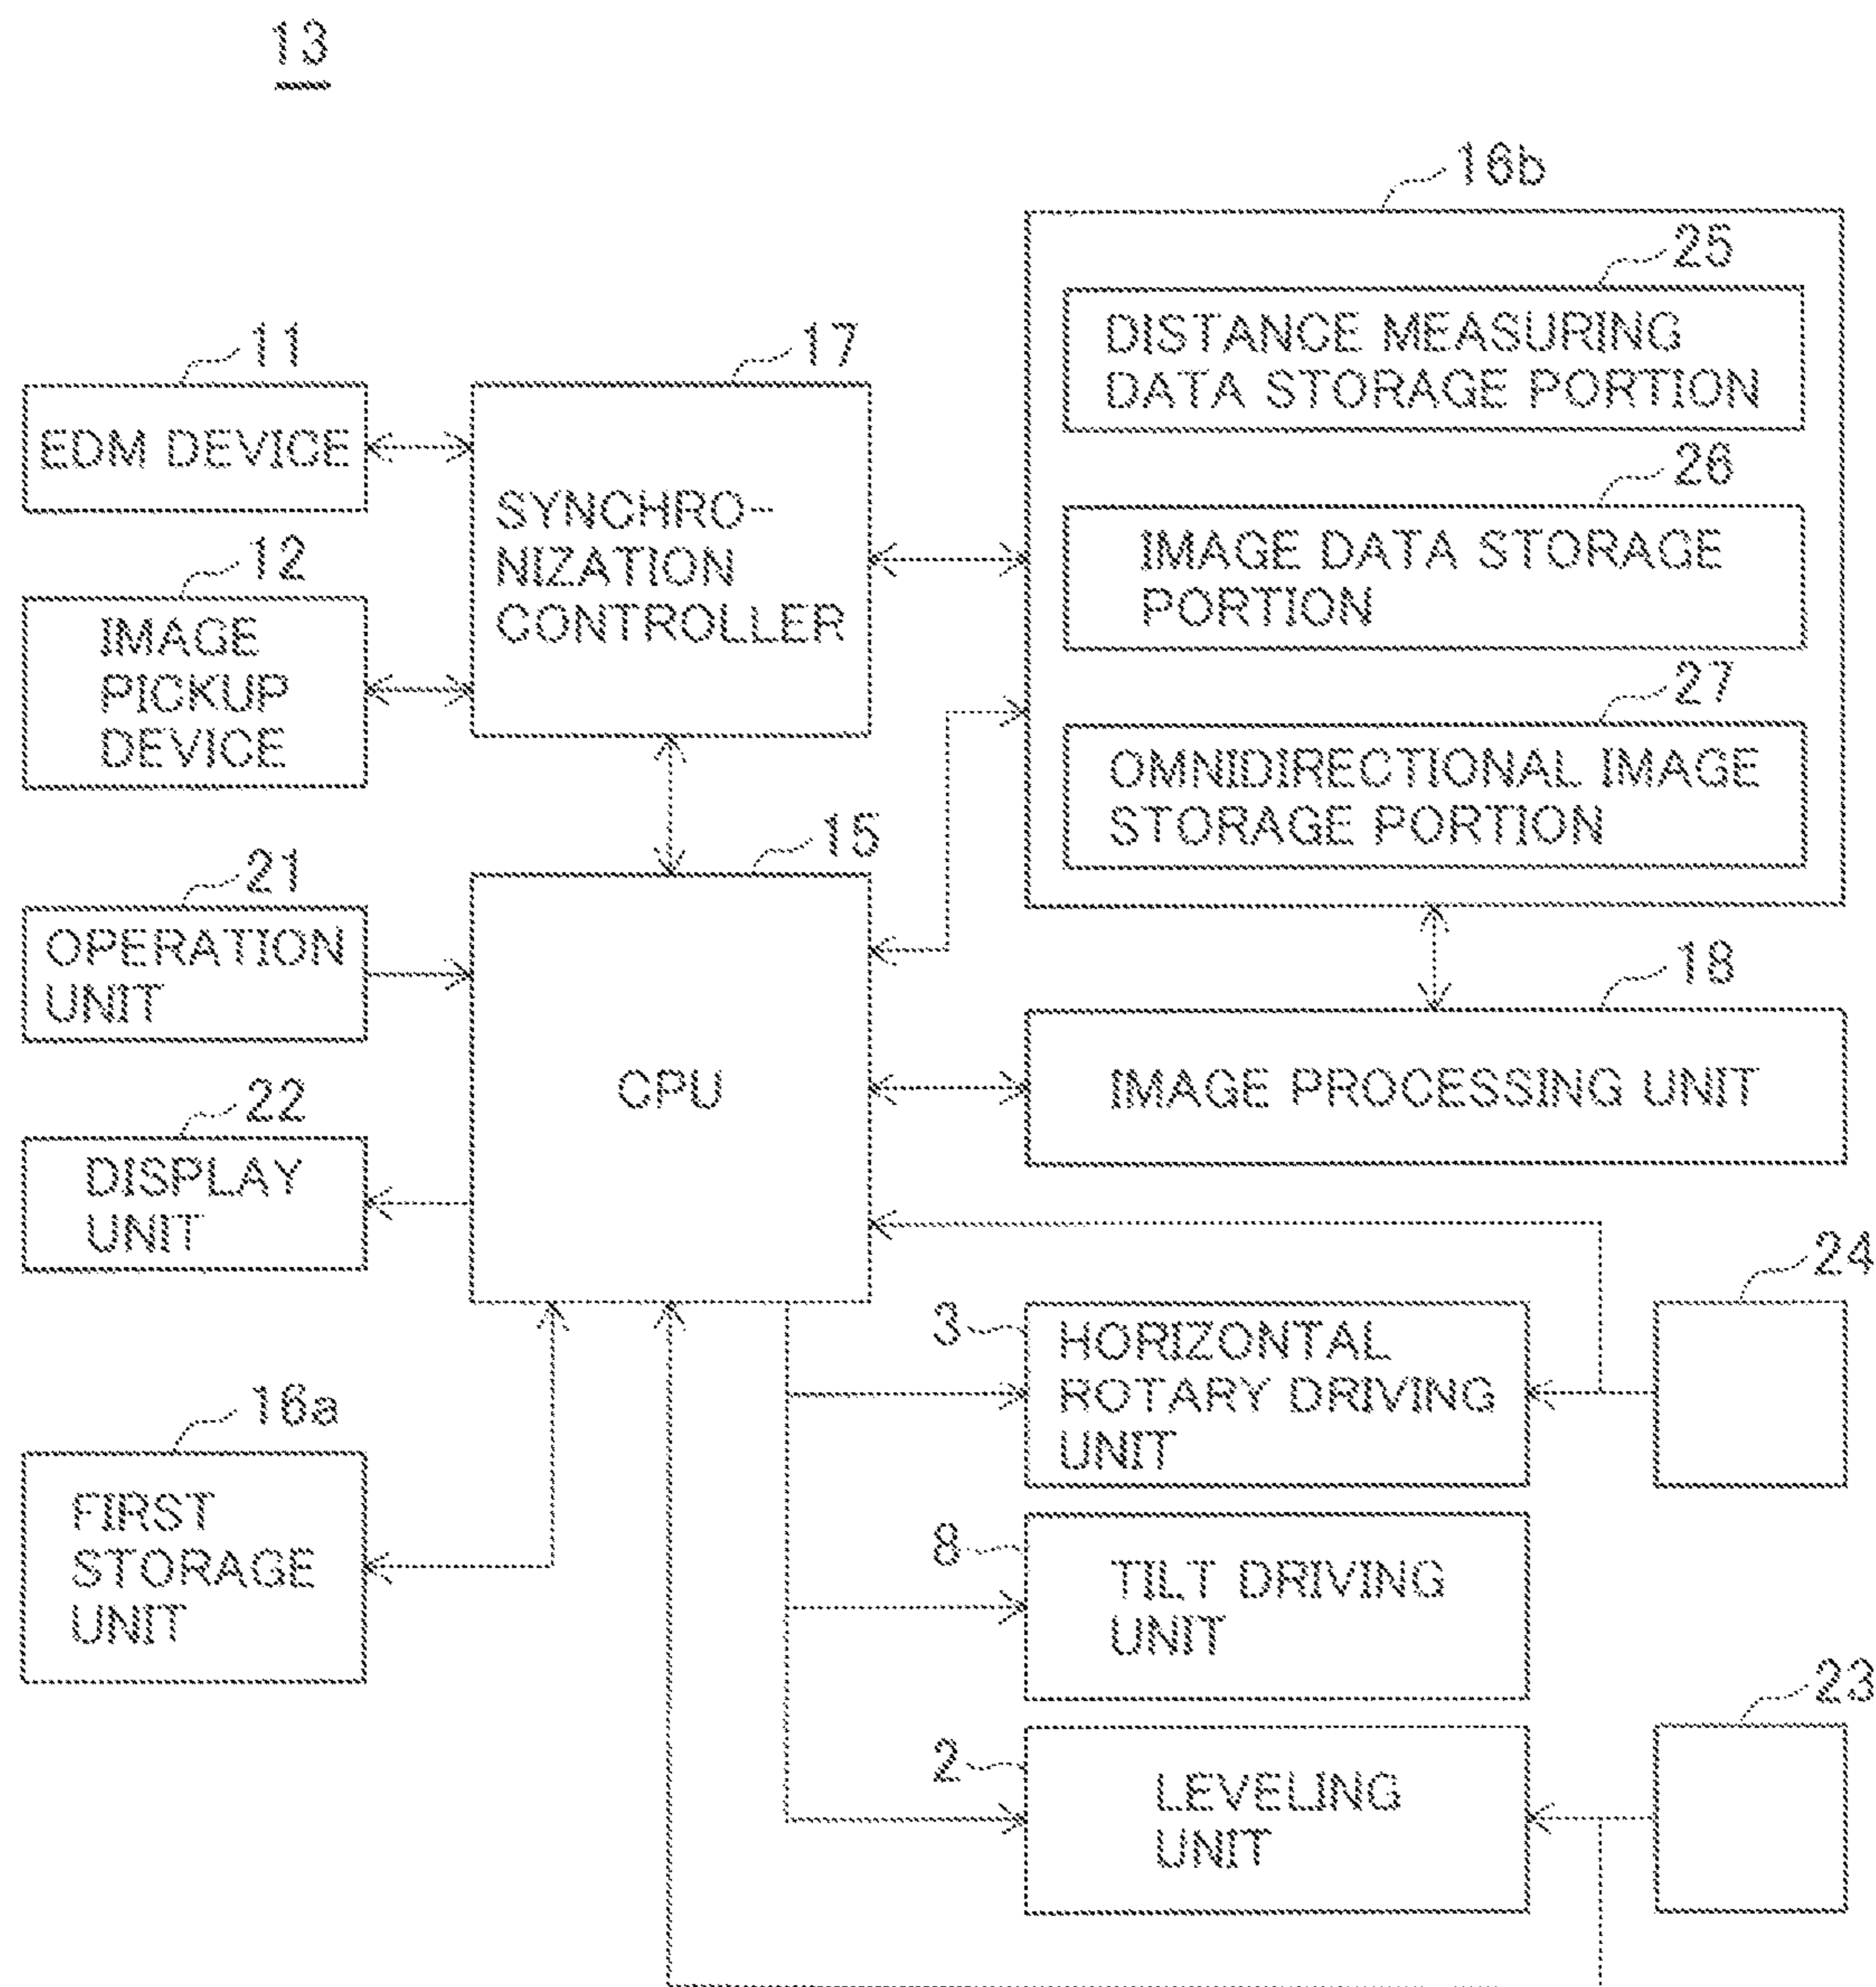 13
16b
25
DISTANCE MEASURING
DATA STORAGE PORTION
26
IMAGE DATA STORAGE
PORTION
27
OMNIDIRECTIONAL IMAGE
STORAGE PORTION
11
EDM DEVICE
17
SYNCHRO-
NIZATION
CONTROLLER
12
IMAGE
PICKUP
DEVICE
15
CPU
21
OPERATION
UNIT
18
IMAGE PROCESSING UNIT
22
DISPLAY
UNIT
24
3
HORIZONTAL
ROTARY DRIVING
UNIT
16a
FIRST
STORAGE
UNIT
8
TILT DRIVING
UNIT
23
2
LEVELING
UNIT